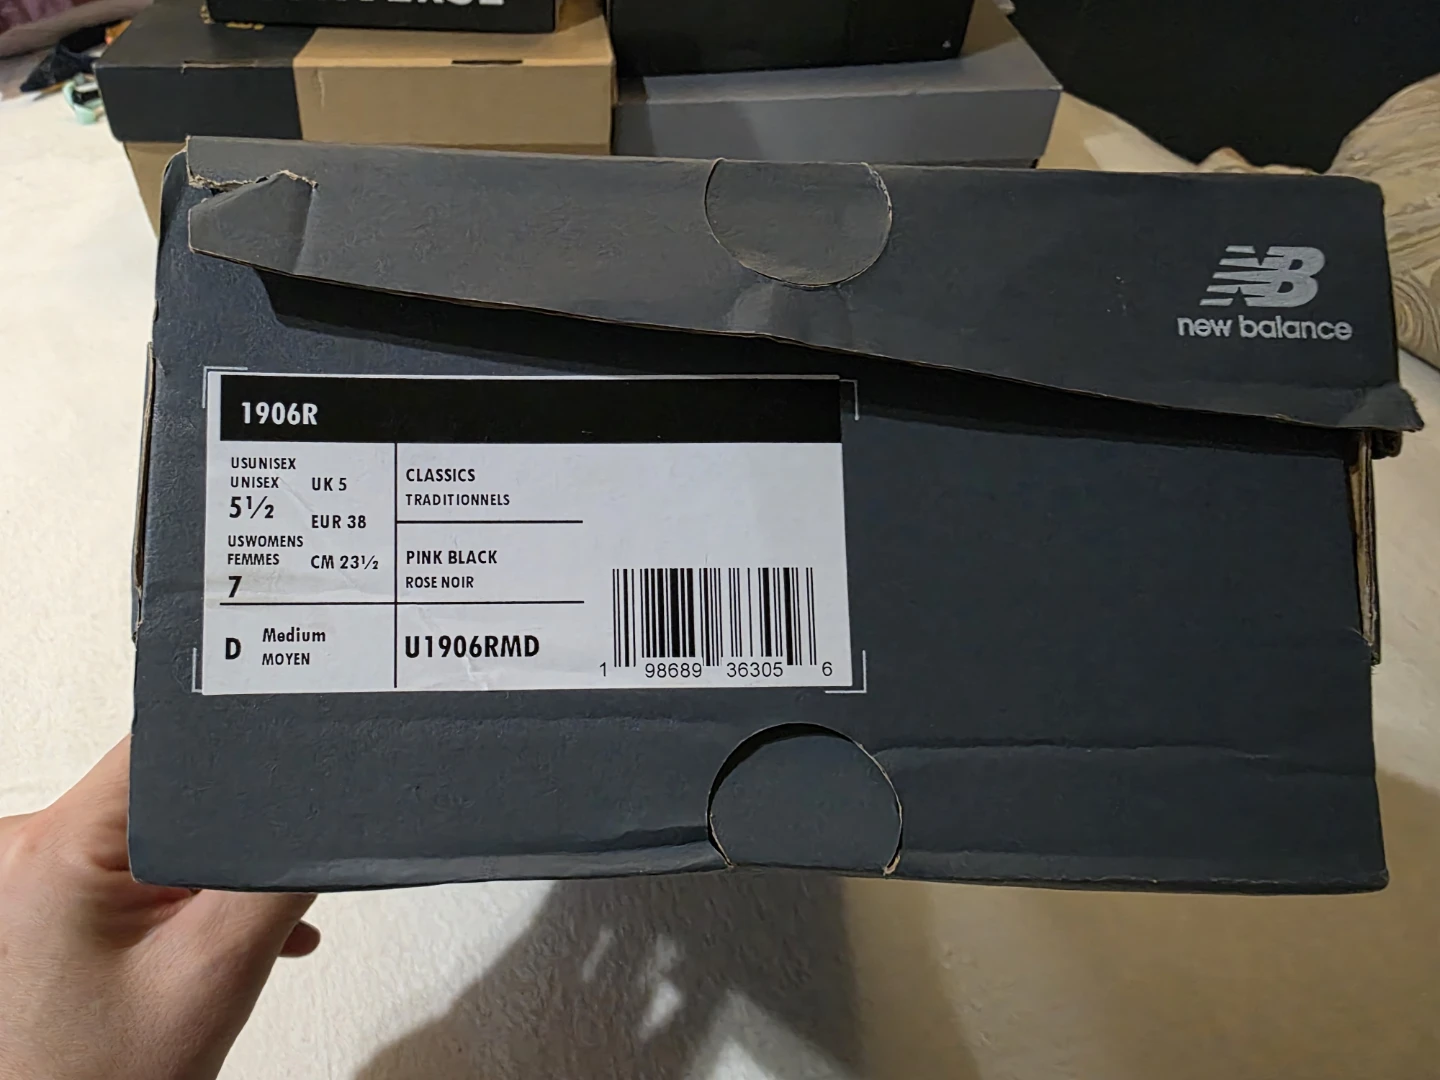 NB
new balance
1906R
USUNISEX
UNISEX
5½
UK 5
EUR 38
USWOMENS
FEMMES
7
CM 23½
CLASSICS
TRADITIONNELS
PINK BLACK
ROSE NOIR
D
Medium
MOYEN
U1906RMD
1 98689 36305 6